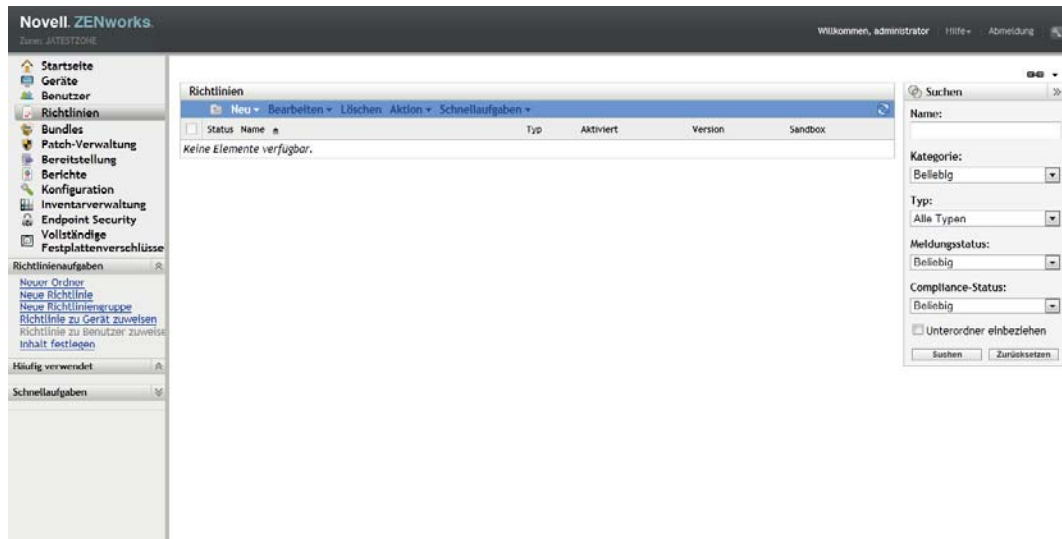 Novell ZENworks.
Zone: JATESTZONE
Willkommen, administrator Hilfe Abmeldung
Startseite
Geräte
Benutzer
Richtlinien
Bundles
Patch-Verwaltung
Bereitstellung
Berichte
Konfiguration
Inventarverwaltung
Endpoint Security
Vollständige
Festplattenverschlüsse
Richtlinienaufgaben
Neuer Ordner
Neue Richtlinie
Neue Richtliniengruppe
Richtlinie zu Gerät zuweisen
Richtlinie zu Benutzer zuweise
Inhalt festlegen
Häufig verwendet
Schnellaufgaben
Richtlinien
Neu Bearbeiten Löschen Aktion Schnellaufgaben
Status Name Typ Aktiviert Version Sandbox
Keine Elemente verfügbar.
Suchen
Name:
Kategorie:
Beliebig
Typ:
Alle Typen
Meldungsstatus:
Beliebig
Compliance-Status:
Beliebig
Unterordner einbeziehen
Suchen Zurücksetzen